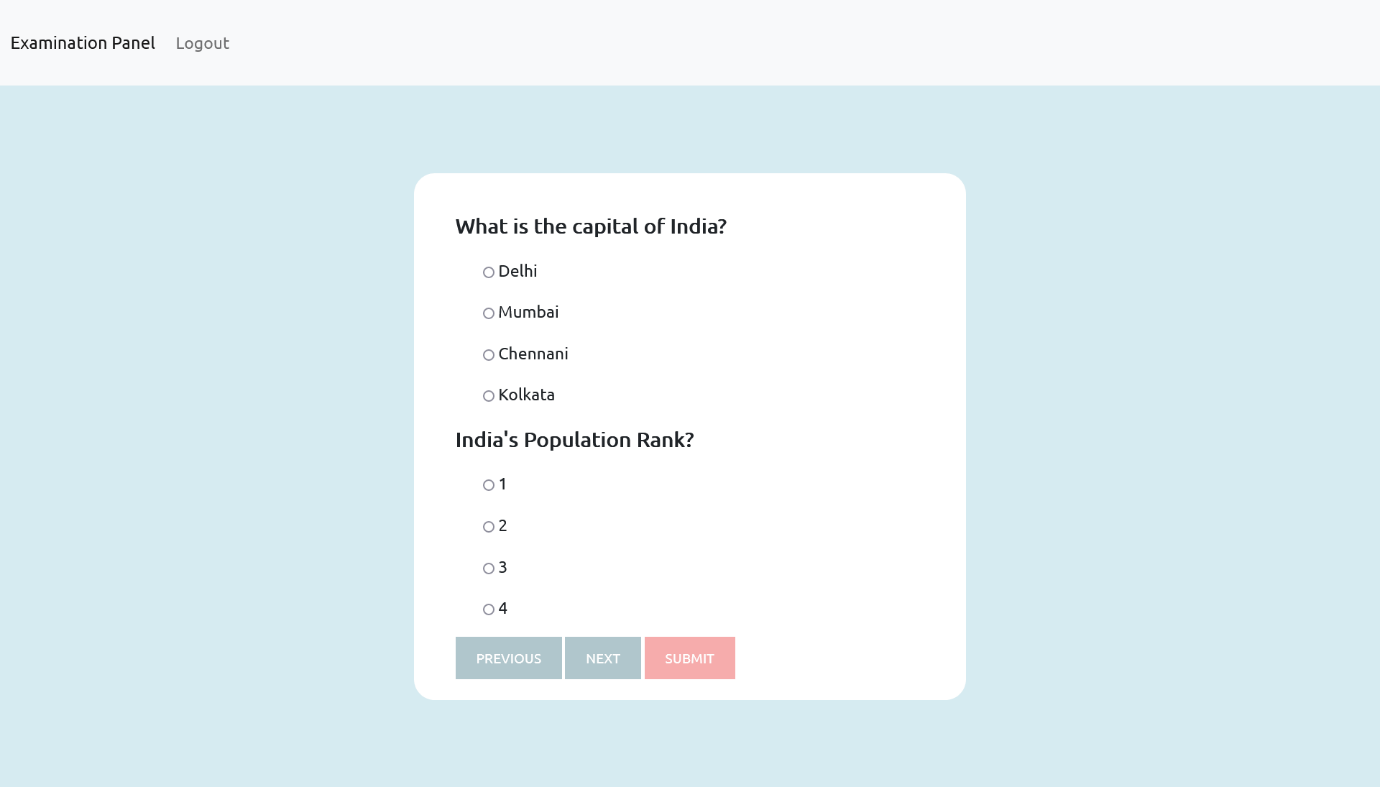 Examination Panel Logout
What is the capital of India?
Delhi
Mumbai
Chennani
Kolkata
India's Population Rank?
1
2
3
4
PREVIOUS NEXT SUBMIT